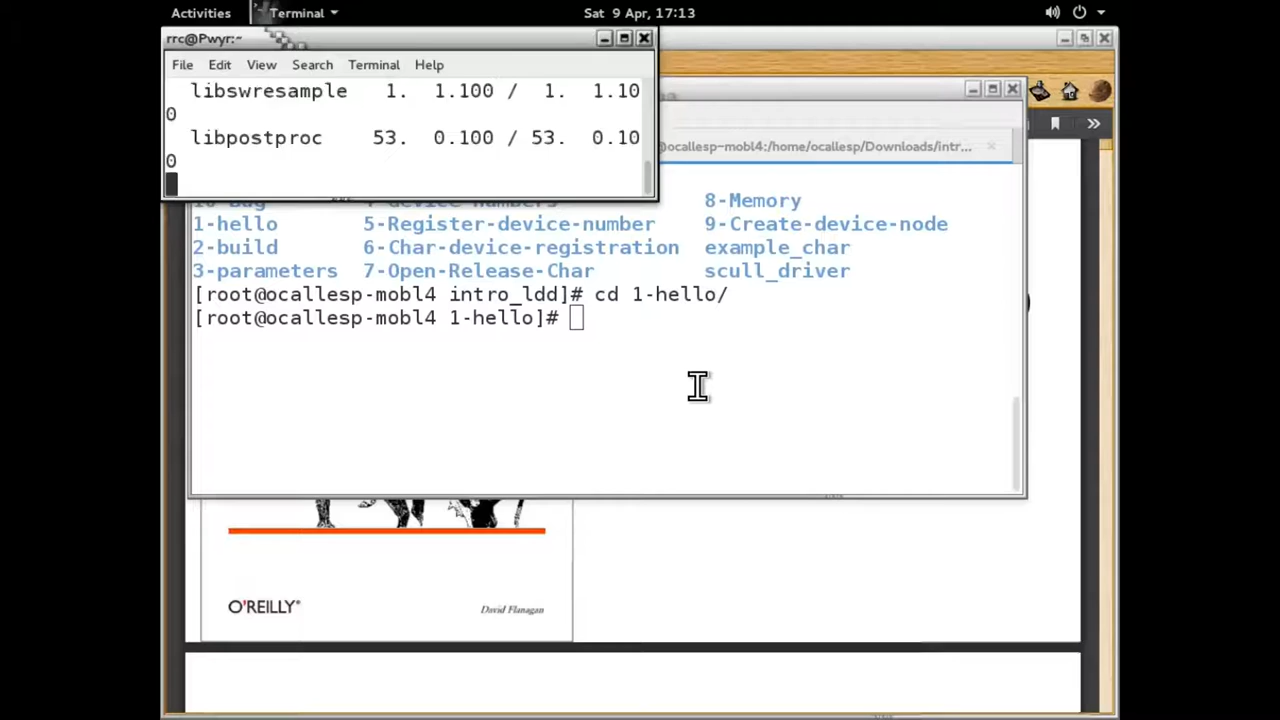 Activities
Terminal
Sat 9 Apr, 17:13
rrc@Pwyr:~
File Edit View Search Terminal Help
libswresample 1. 1.100 / 1. 1.10
0
libpostproc 53. 0.100 / 53. 0.10
0
@ocallesp-mobl4:/home/ocallesp/Downloads/intr...
8-Memory
1-hello 5-Register-device-number 9-Create-device-node
2-build 6-Char-device-registration example_char
3-parameters 7-Open-Release-Char scull_driver
[root@ocallesp-mobl4 intro_ldd]# cd 1-hello/
[root@ocallesp-mobl4 1-hello]#
O'REILLY®
David Flanagan